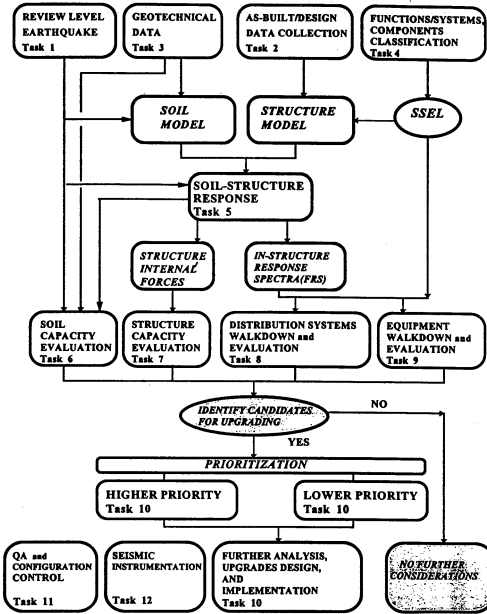 REVIEW LEVEL
EARTHQUAKE
Task 1
GEOTECHNICAL
DATA
Task 3
AS-BUILT/DESIGN
DATA COLLECTION
Task 2
FUNCTIONS/SYSTEMS,
COMPONENTS
CLASSIFICATION
Task 4
SOIL
MODEL
STRUCTURE
MODEL
SSEL
SOIL-STRUCTURE
RESPONSE
Task 5
STRUCTURE
INTERNAL
FORCES
IN-STRUCTURE
RESPONSE
SPECTRA(FRS)
SOIL
CAPACITY
EVALUATION
Task 6
STRUCTURE
CAPACITY
EVALUATION
Task 7
DISTRIBUTION SYSTEMS
WALKDOWN and
EVALUATION
Task 8
EQUIPMENT
WALKDOWN and
EVALUATION
Task 9
IDENTIFY CANDIDATES
FOR UPGRADING
NO
YES
PRIORITIZATION
HIGHER PRIORITY
Task 10
LOWER PRIORITY
Task 10
QA and
CONFIGURATION
CONTROL
Task 11
SEISMIC
INSTRUMENTATION
Task 12
FURTHER ANALYSIS,
UPGRADES DESIGN,
AND
IMPLEMENTATION
Task 10
NO FURTHER
CONSIDERATIONS